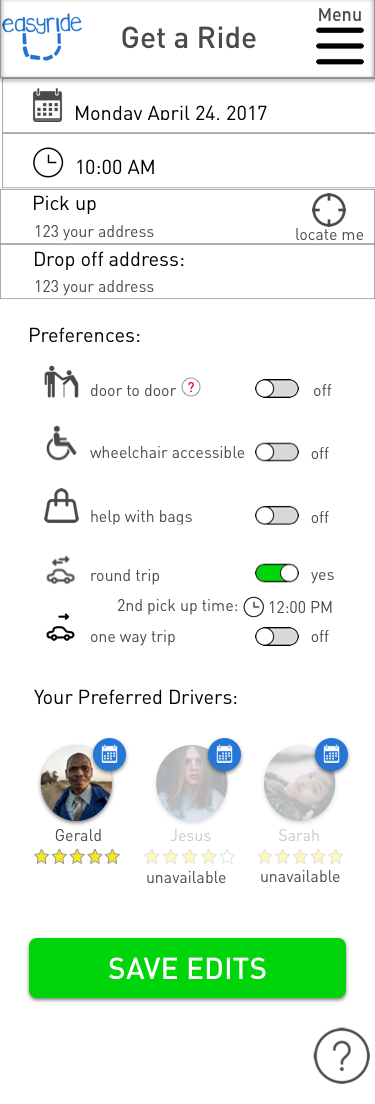 easyride
Get a Ride
Menu
Monday April 24, 2017
10:00 AM
Pick up
123 your address
locate me
Drop off address:
123 your address
Preferences:
door to door ? off
wheelchair accessible off
help with bags off
round trip yes
2nd pick up time: 12:00 PM
one way trip off
Your Preferred Drivers:
Gerald Jesus Sarah
unavailable unavailable
SAVE EDITS
?